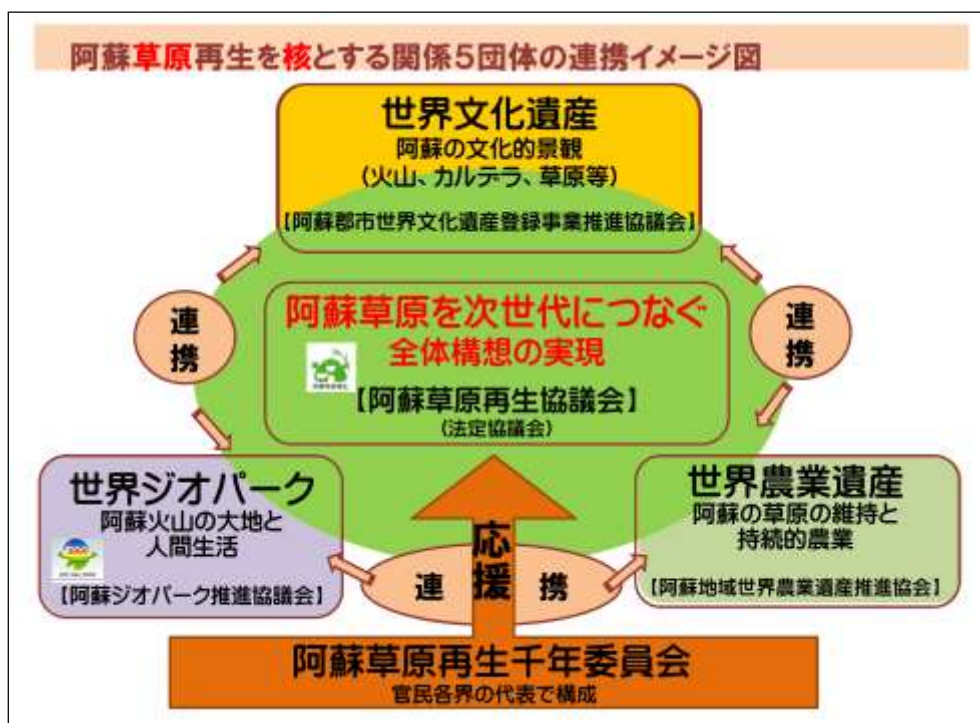 阿蘇草原再生を核とする関係5団体の連携イメージ図
世界文化遺産
阿蘇の文化的景観
(火山、カルデラ、草原等)
【阿蘇郡市世界文化遺産登録事業推進協議会】
連携
連携
阿蘇草原を次世代につなぐ
全体構想の実現
【阿蘇草原再生協議会】
(法定協議会)
世界ジオパーク
阿蘇火山の大地と
人間生活
【阿蘇ジオパーク推進協議会】
世界農業遺産
阿蘇の草原の維持と
持続的農業
【阿蘇地域世界農業遺産推進協会】
応援
連携
阿蘇草原再生千年委員会
官民各界の代表で構成